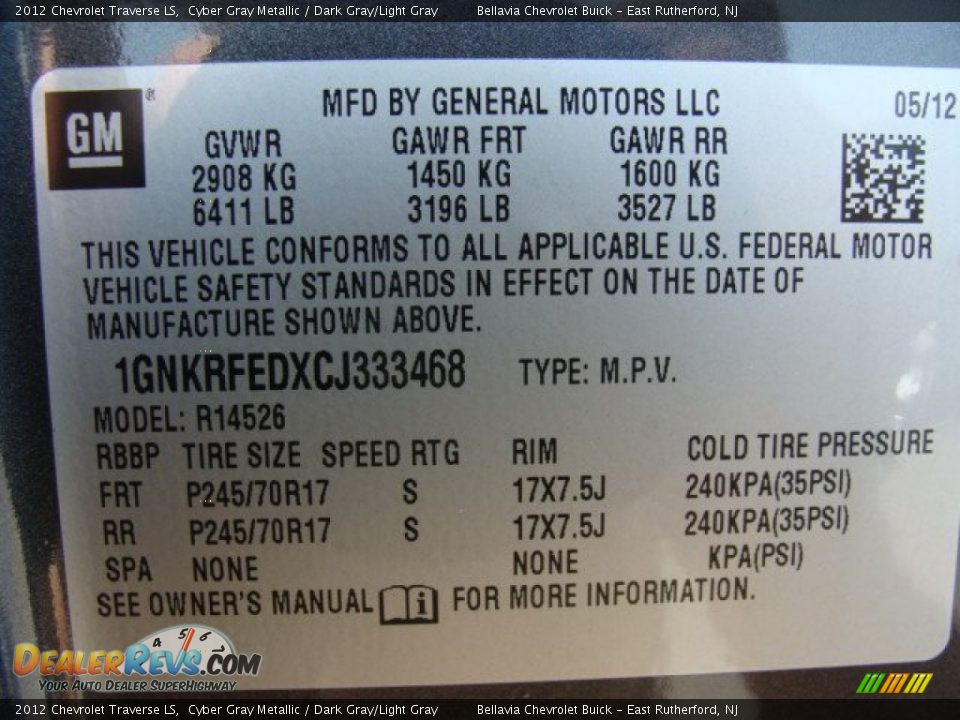 2012 Chevrolet Traverse LS, Cyber Gray Metallic / Dark Gray/Light Gray Bellavia Chevrolet Buick - East Rutherford, NJ
GM ®
MFD BY GENERAL MOTORS LLC 05/12
GVWR GAWR FRT GAWR RR
2908 KG 1450 KG 1600 KG
6411 LB 3196 LB 3527 LB
THIS VEHICLE CONFORMS TO ALL APPLICABLE U.S. FEDERAL MOTOR
VEHICLE SAFETY STANDARDS IN EFFECT ON THE DATE OF
MANUFACTURE SHOWN ABOVE.
1GNKRFEDXCJ333468 TYPE: M.P.V.
MODEL: R14526
RBBP TIRE SIZE SPEED RTG RIM COLD TIRE PRESSURE
FRT P245/70R17 S 17X7.5J 240KPA(35PSI)
RR P245/70R17 S 17X7.5J 240KPA(35PSI)
SPA NONE NONE KPA(PSI)
SEE OWNER'S MANUAL i FOR MORE INFORMATION.
4 5 6 7
DEALERREVS.COM
YOUR AUTO DEALER SUPERHIGHWAY
2012 Chevrolet Traverse LS, Cyber Gray Metallic / Dark Gray/Light Gray Bellavia Chevrolet Buick - East Rutherford, NJ